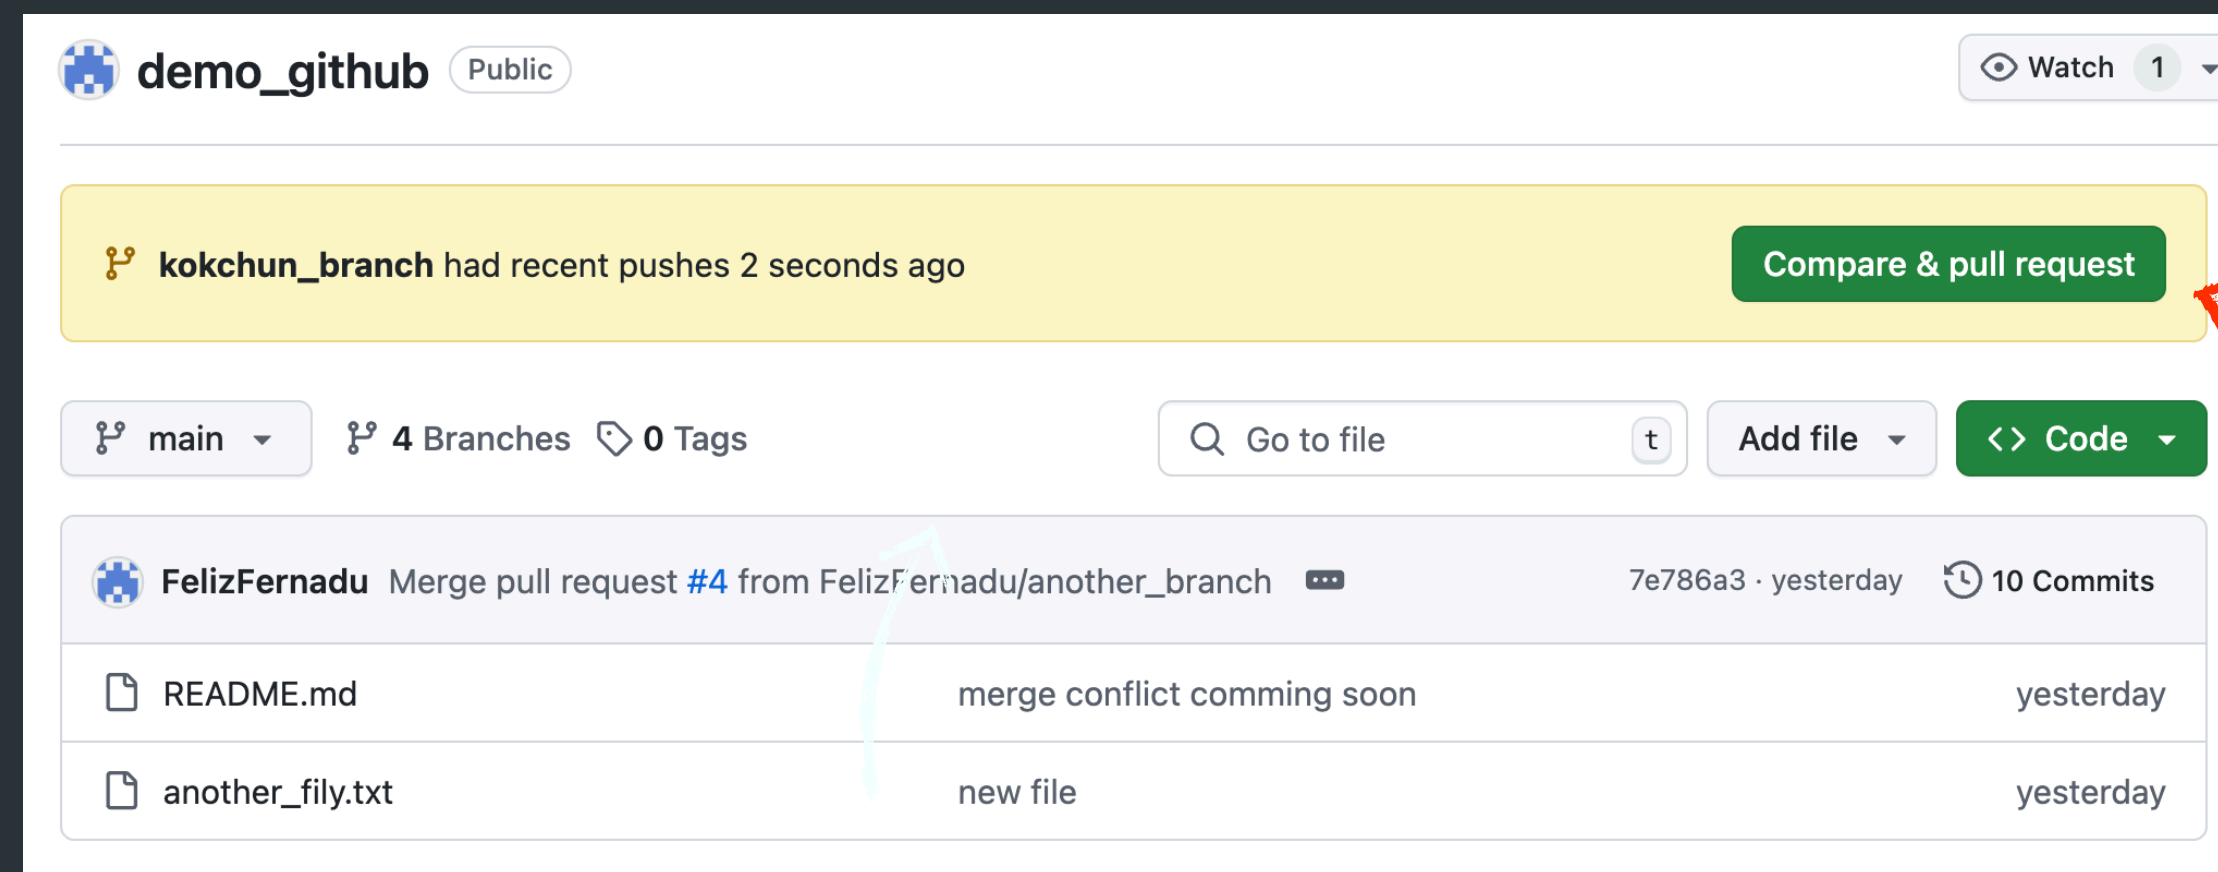 demo_github Public Watch 1
kokchun_branch had recent pushes 2 seconds ago Compare & pull request
main 4 Branches 0 Tags Go to file t Add file <> Code
FelizFernadu Merge pull request #4 from FelizFernadu/another_branch 7e786a3 · yesterday 10 Commits
README.md merge conflict comming soon yesterday
another_fily.txt new file yesterday